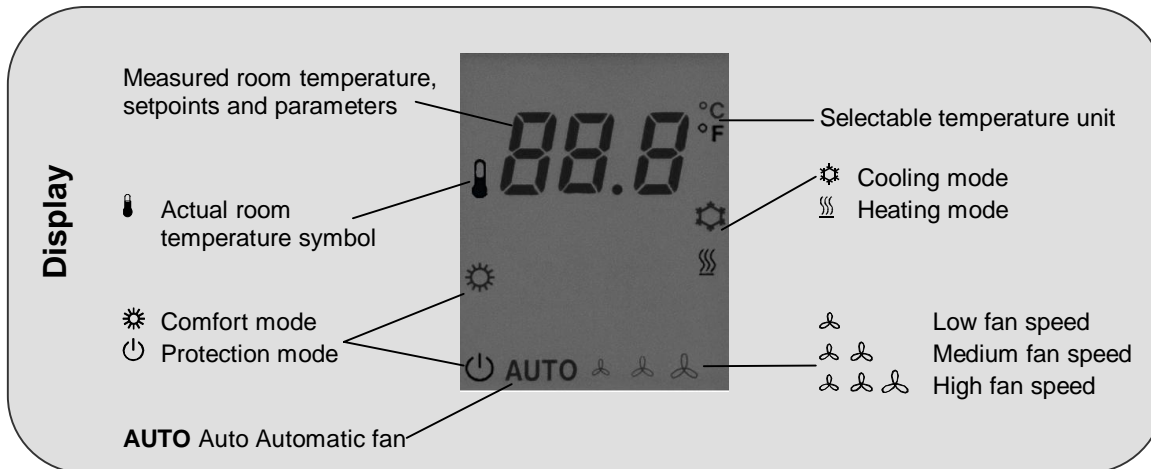 Display
Measured room temperature,
setpoints and parameters
Actual room
temperature symbol
Comfort mode
Protection mode
AUTO Auto Automatic fan
88.8
°C
°F
AUTO
Selectable temperature unit
Cooling mode
Heating mode
Low fan speed
Medium fan speed
High fan speed